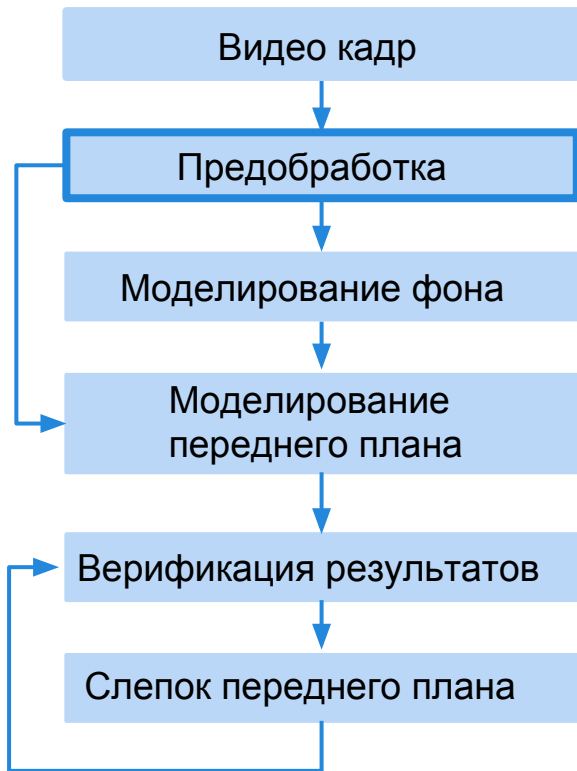 Видео кадр
Предобработка
Моделирование фона
Моделирование
переднего плана
Верификация результатов
Слепок переднего плана